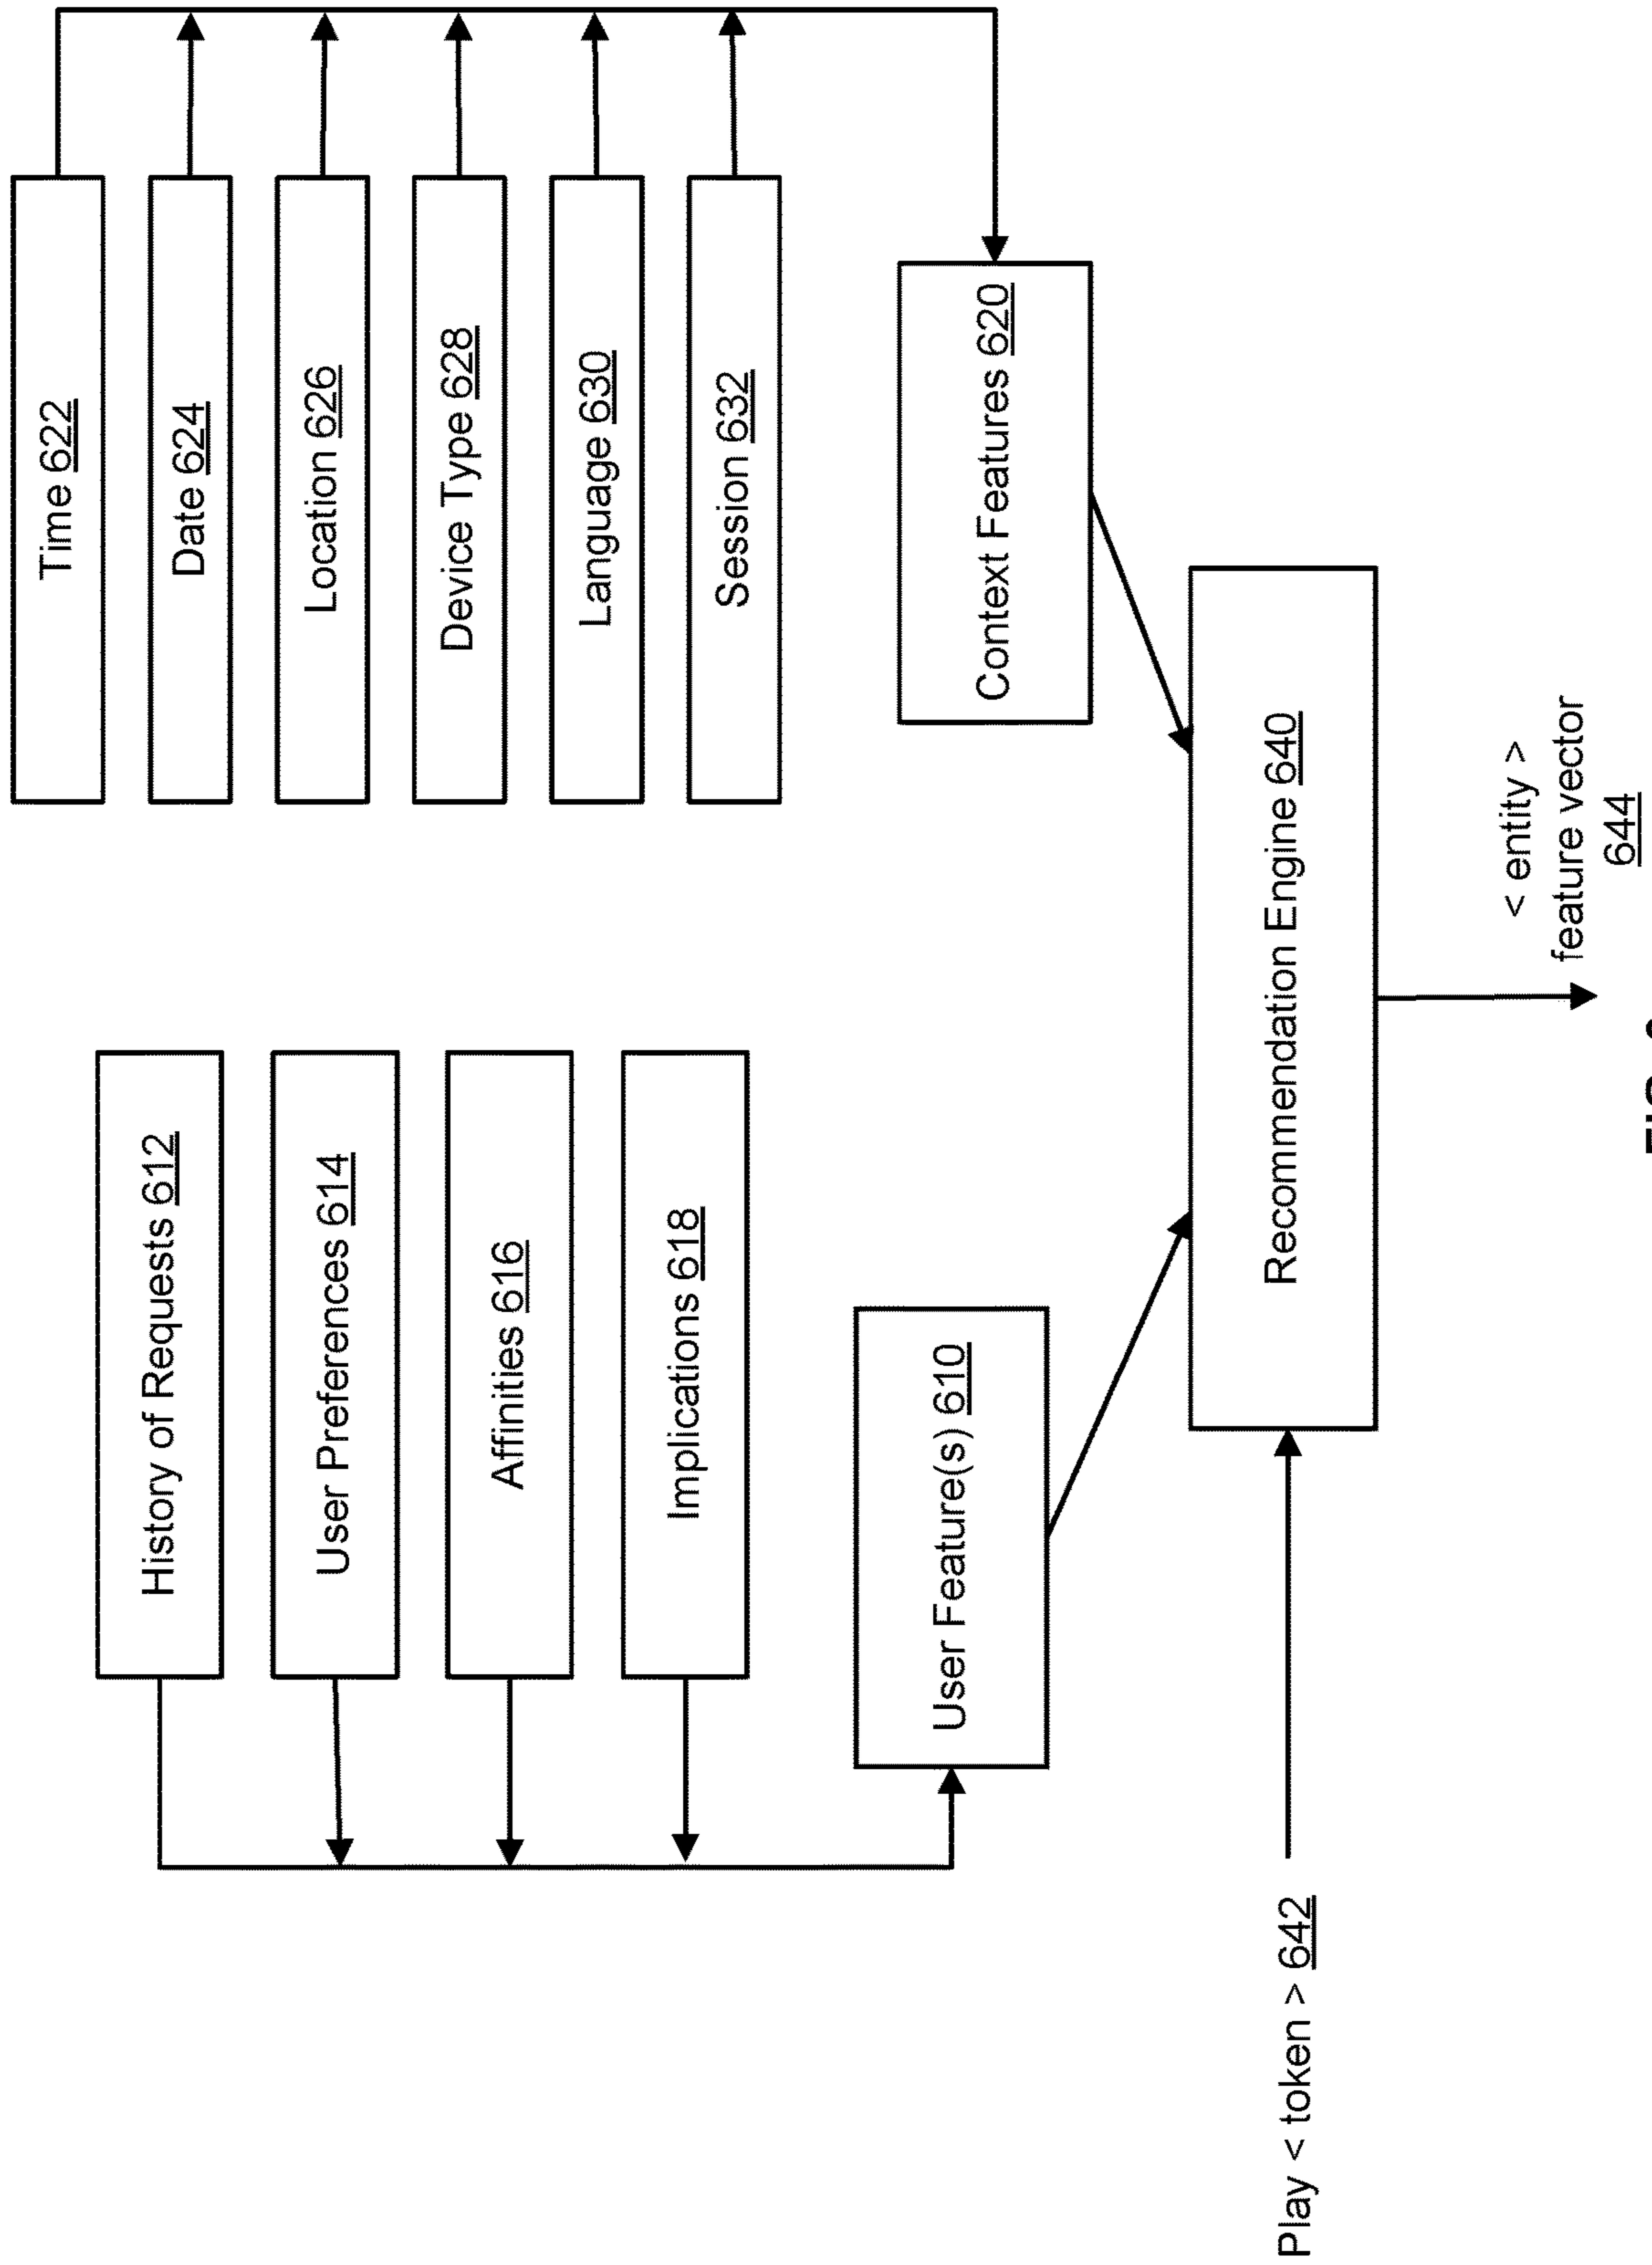 History of Requests 612
User Preferences 614
Affinities 616
Implications 618
User Feature(s) 610
Time 622
Date 624
Location 626
Device Type 628
Language 630
Session 632
Context Features 620
Recommendation Engine 640
Play < token > 642
< entity >
feature vector
644
FIG.